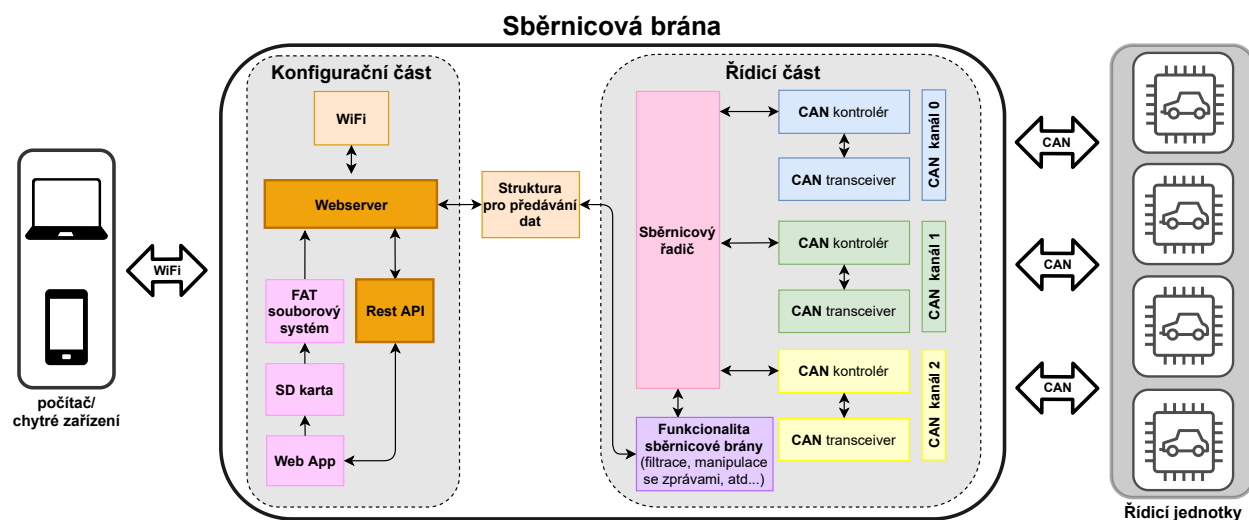 Sběrnicová brána
Konfigurační část
WiFi
Webserver
FAT
souborový
systém
Rest API
SD karta
Web App
Struktura
pro předávání
dat
Řídicí část
Sběrnicový
řadič
CAN kontrolér
CAN transceiver
CAN kanál 0
CAN kontrolér
CAN transceiver
CAN kanál 1
CAN kontrolér
CAN transceiver
CAN kanál 2
Funkcionalita
sběrnicové brány
(filtrace, manipulace
se zprávami, atd...)
WiFi
počítač/
chytré zařízení
CAN
CAN
CAN
Řídicí jednotky